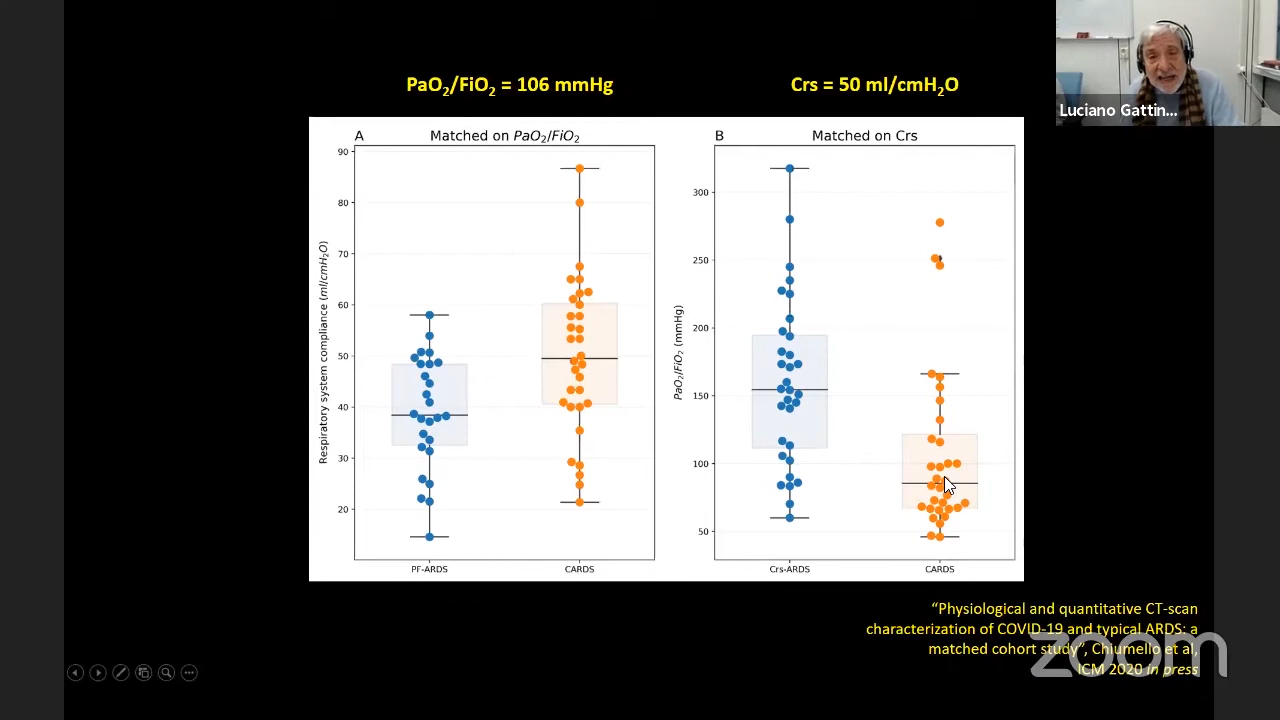 PaO2/FiO2 = 106 mmHg
Crs = 50 ml/cmH2O
Luciano Gattin...
A
Matched on PaO2/FiO2
Respiratory system compliance (ml/cmH2O)
90
80
70
60
50
40
30
20
PF-ARDS
CARDS
B
Matched on Crs
PaO2/FiO2 (mmHg)
300
250
200
150
100
50
Crs-ARDS
CARDS
“Physiological and quantitative CT-scan
characterization of COVID-19 and typical ARDS: a
matched cohort study”, Chiumello et al,
ICM 2020 in press
zoom